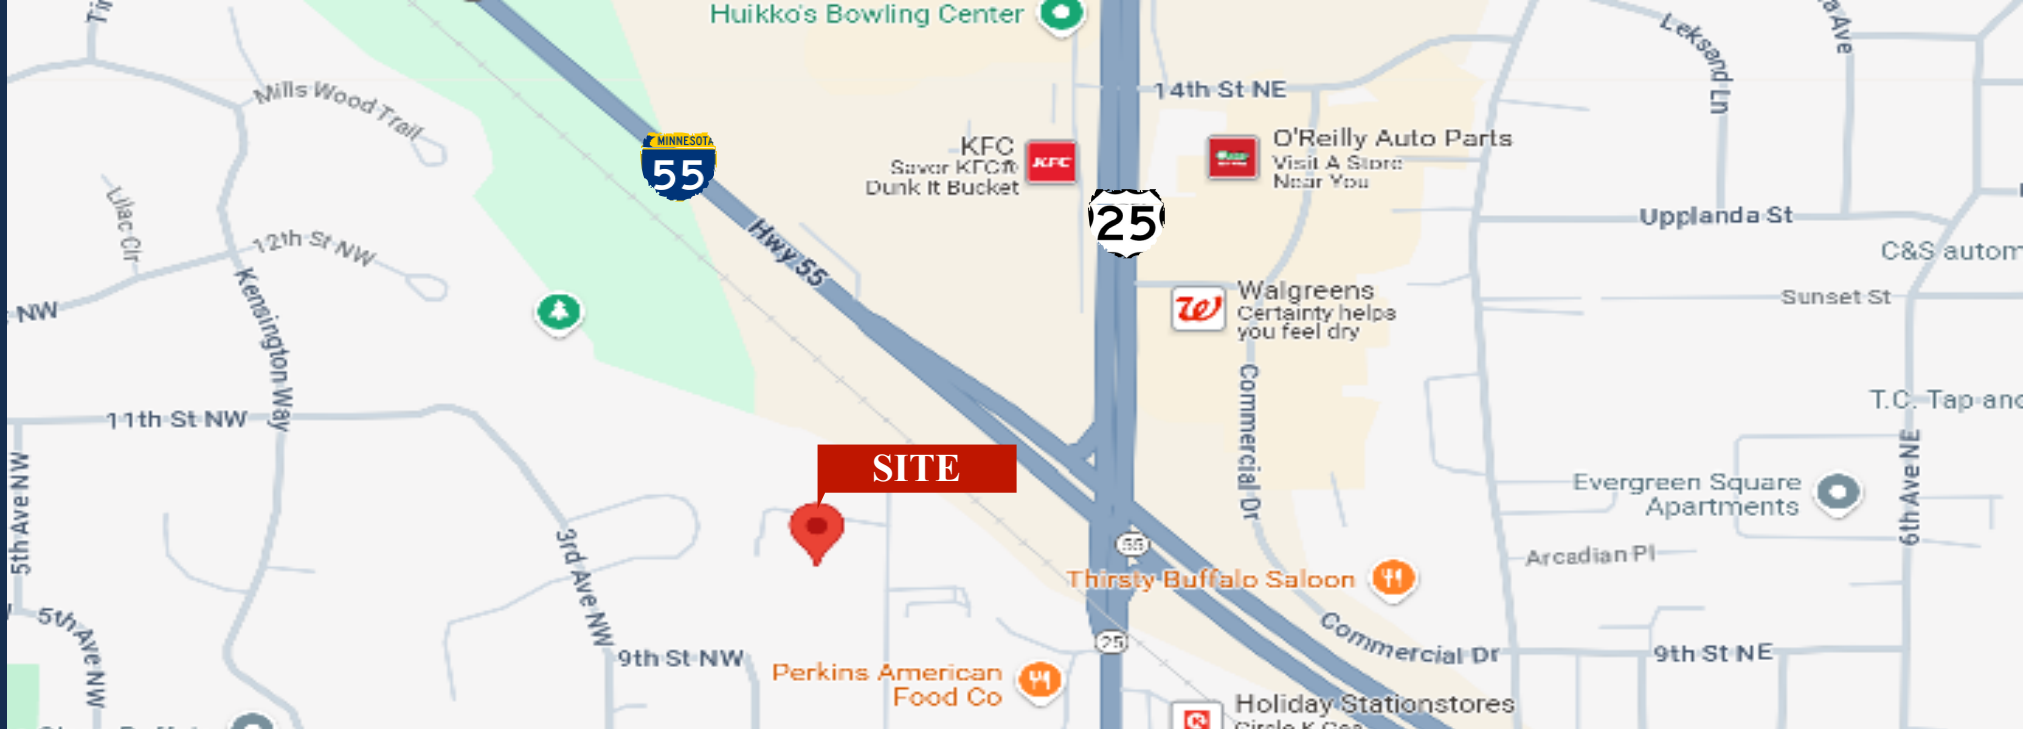 Huikko's Bowling Center
Leksand Ln
Mills Wood Trail
14th St NE
MINNESOTA
55
KFC
Savor KFC®
Dunk It Bucket
KFC
O'Reilly Auto Parts
Visit A Store
Near You
25
Lilac Cir
12th St NW
Hwy 55
Upplanda St
C&S autom
Kensington Way
NW
Walgreens
Certainty helps
you feel dry
Sunset St
Commercial Dr
11th St NW
T.C. Tap and
SITE
5th Ave NW
3rd Ave NW
Evergreen Square
Apartments
6th Ave NE
55
Arcadian Pl
Thirsty Buffalo Saloon
5th Ave NW
25
Commercial Dr
9th St NW
9th St NE
Perkins American
Food Co
Holiday Stationstores